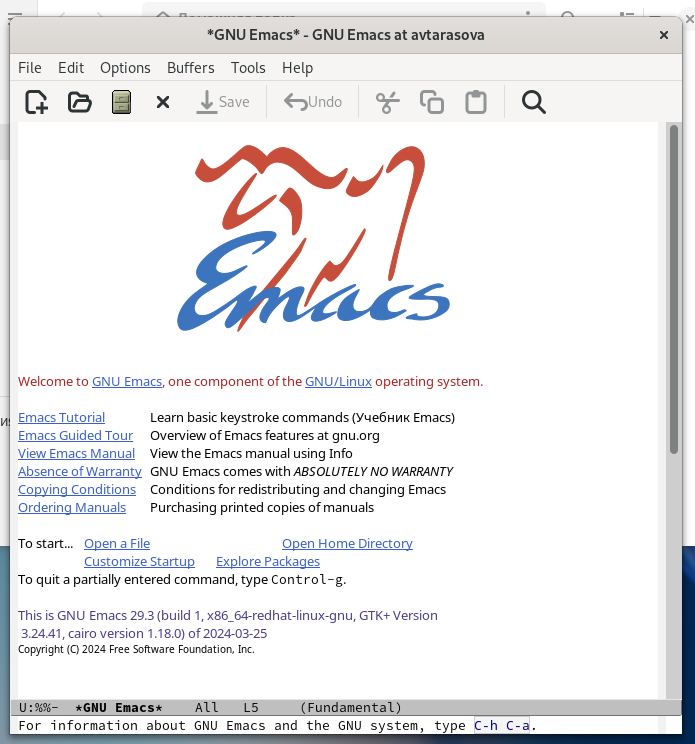 *GNU Emacs* - GNU Emacs at avtarasova
File Edit Options Buffers Tools Help
Save Undo
Emacs
Welcome to GNU Emacs, one component of the GNU/Linux operating system.
Emacs Tutorial Learn basic keystroke commands (Учебник Emacs)
Emacs Guided Tour Overview of Emacs features at gnu.org
View Emacs Manual View the Emacs manual using Info
Absence of Warranty GNU Emacs comes with ABSOLUTELY NO WARRANTY
Copying Conditions Conditions for redistributing and changing Emacs
Ordering Manuals Purchasing printed copies of manuals
To start... Open a File Open Home Directory
Customize Startup Explore Packages
To quit a partially entered command, type Control-g.
This is GNU Emacs 29.3 (build 1, x86_64-redhat-linux-gnu, GTK+ Version
3.24.41, cairo version 1.18.0) of 2024-03-25
Copyright (C) 2024 Free Software Foundation, Inc.
U:%%- *GNU Emacs* All L5 (Fundamental)
For information about GNU Emacs and the GNU system, type C-h C-a.